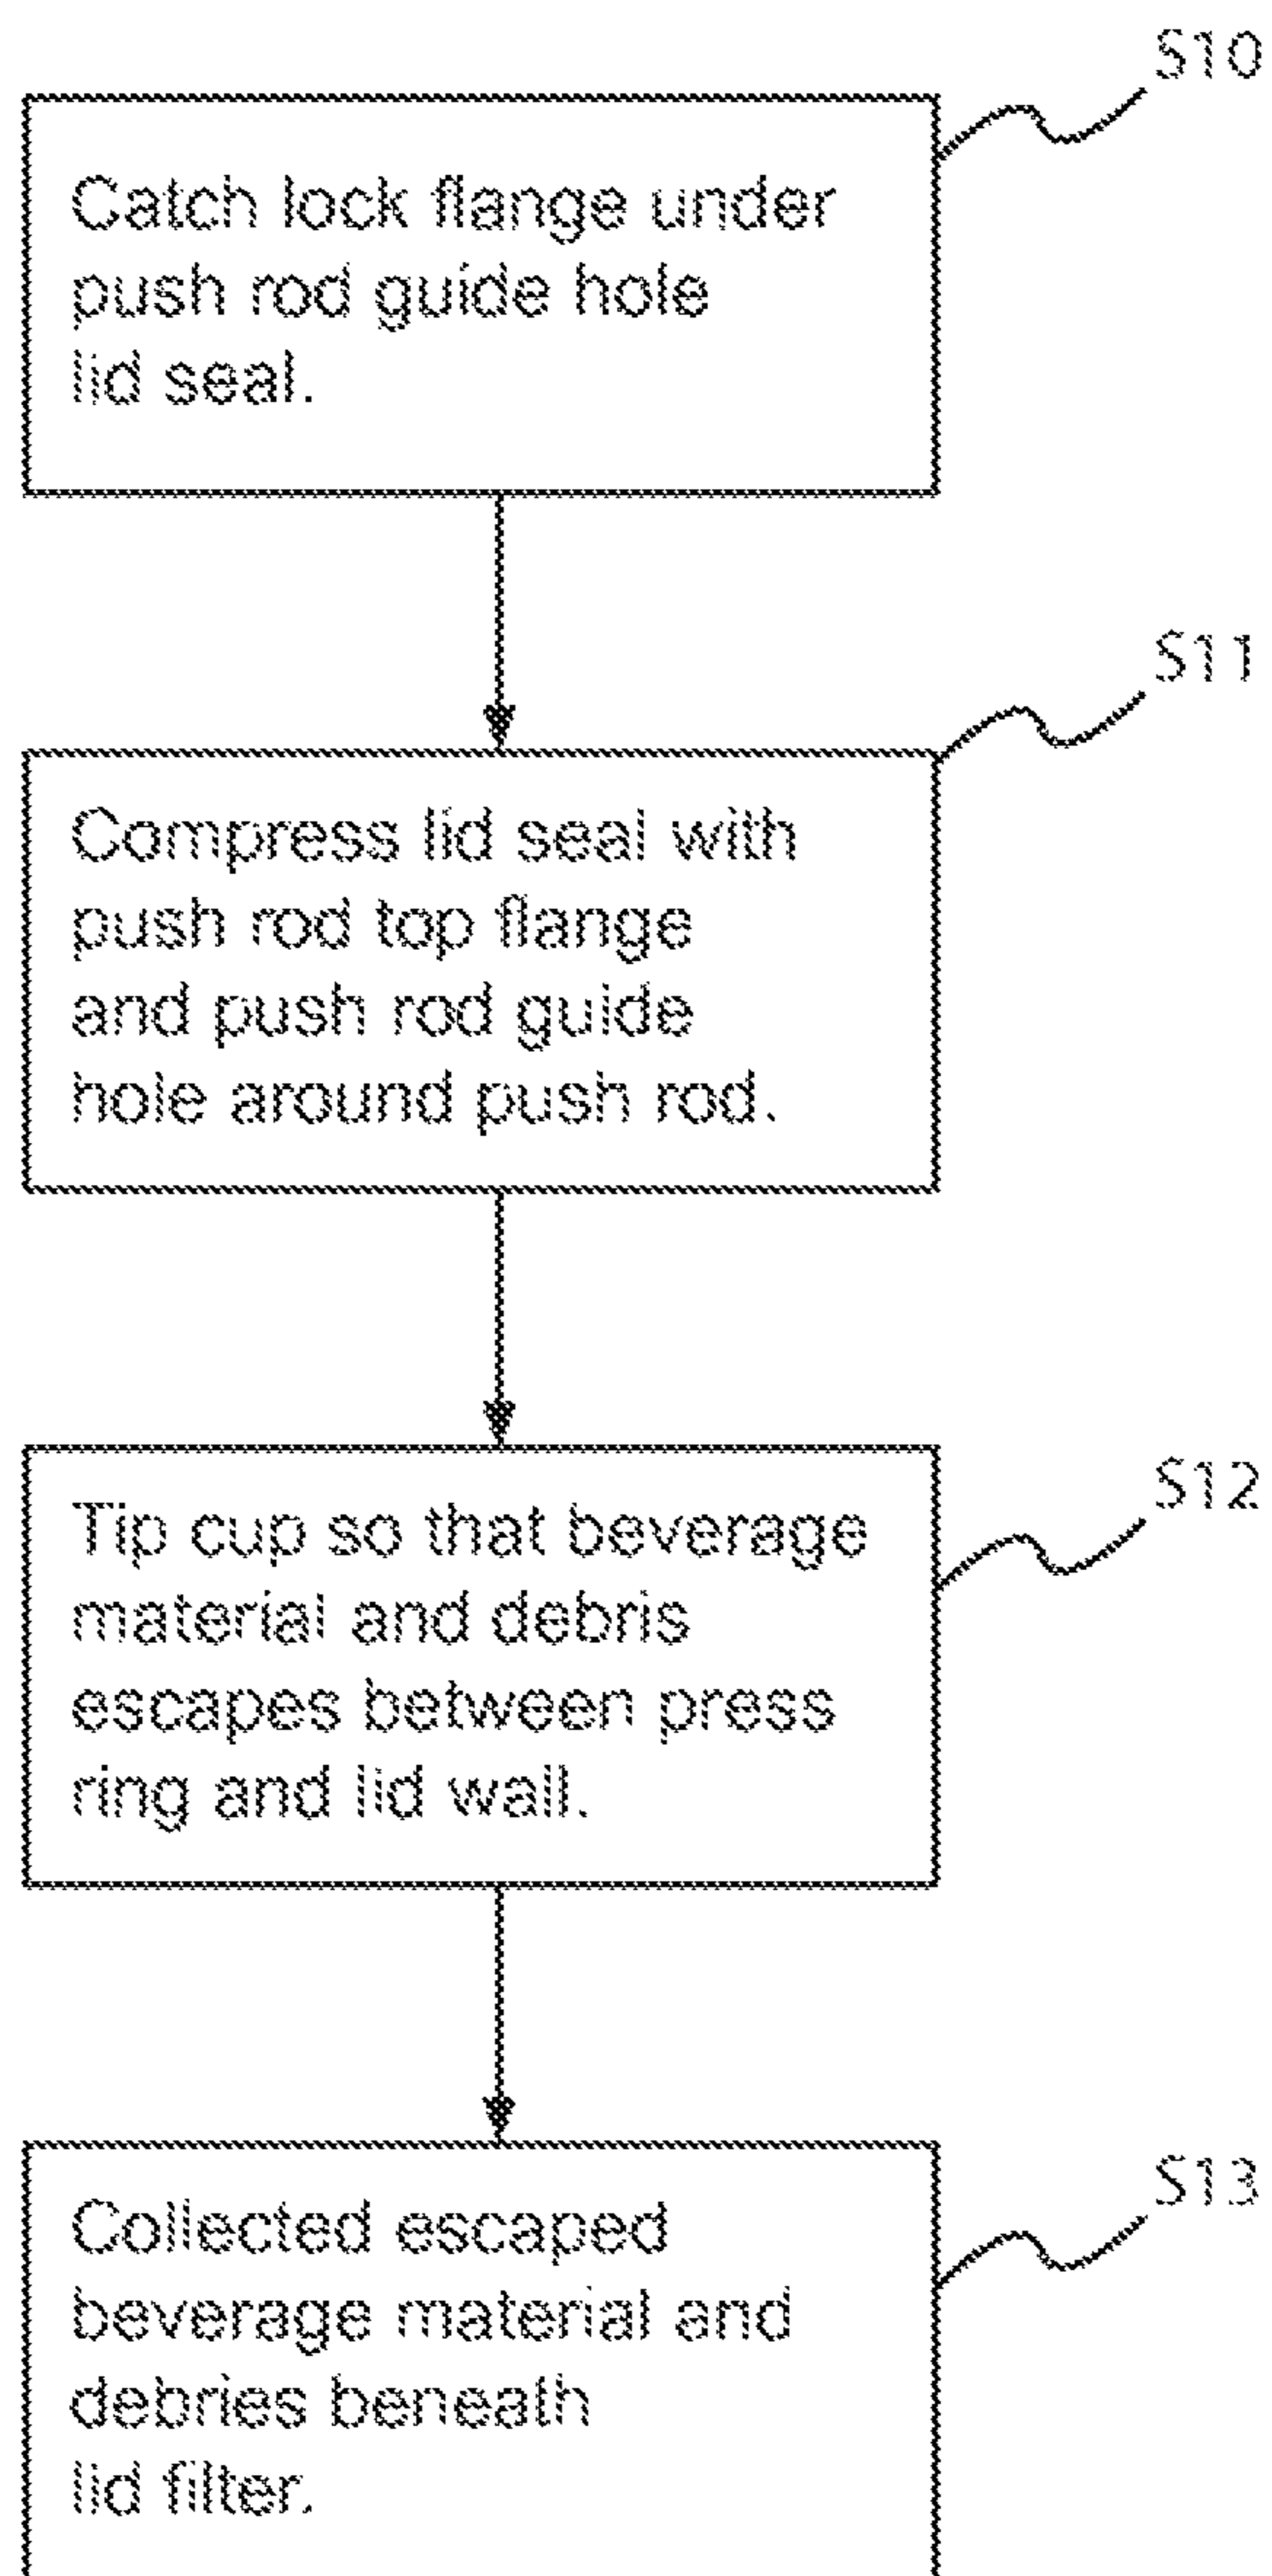 S10
Catch lock flange under
push rod guide hole
lid seal.
S11
Compress lid seal with
push rod top flange
and push rod guide
hole around push rod.
S12
Tip cup so that beverage
material and debris
escapes between press
ring and lid wall.
S13
Collected escaped
beverage material and
debries beneath
lid filter.